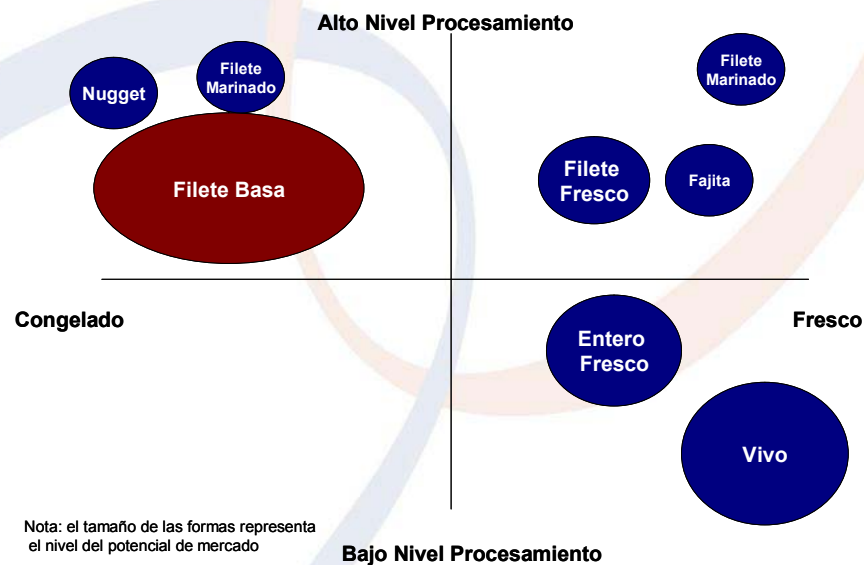 Alto Nivel Procesamiento
Nugget
Filete
Marinado
Filete
Marinado
Filete Basa
Filete
Fresco
Fajita
Congelado
Fresco
Entero
Fresco
Vivo
Nota: el tamaño de las formas representa
el nivel del potencial de mercado
Bajo Nivel Procesamiento